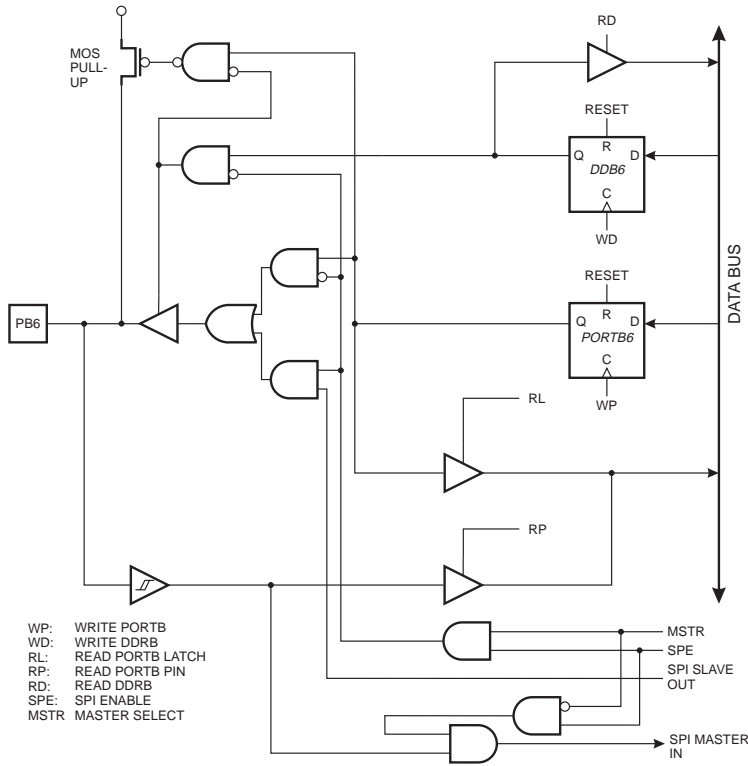 RD
MOS
PULL-
UP
RESET
R
Q
D
DDB6
C
WD
DATA BUS
RESET
R
Q
D
PORTB6
C
WP
PB6
RL
RP
WP: WRITE PORTB
WD: WRITE DDRB
RL: READ PORTB LATCH
RP: READ PORTB PIN
RD: READ DDRB
SPE: SPI ENABLE
MSTR MASTER SELECT
MSTR
SPE
SPI SLAVE
OUT
SPI MASTER
IN